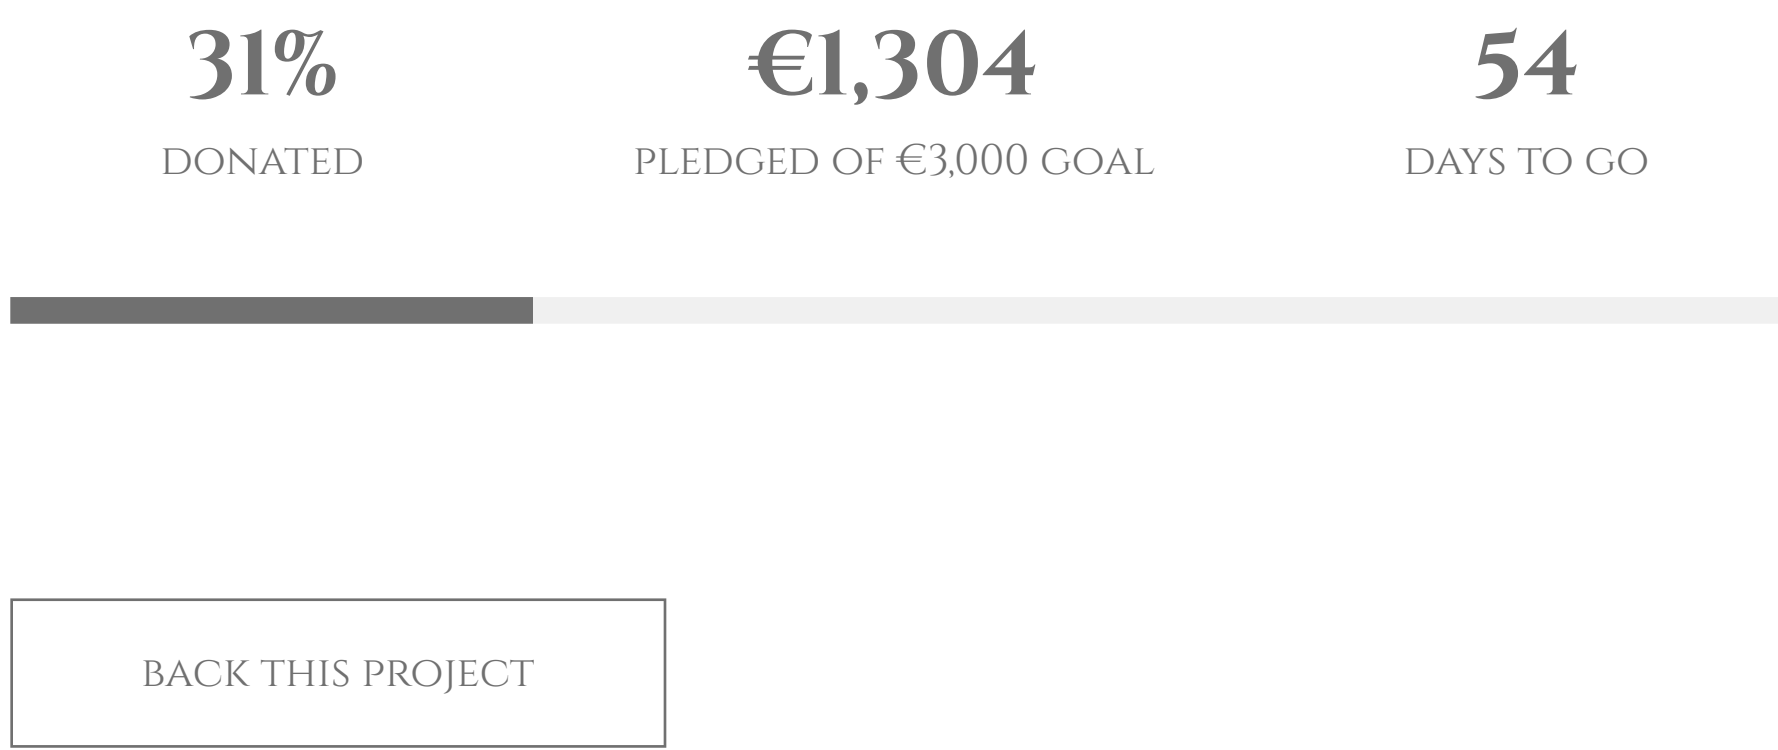 31% €1,304 54
DONATED PLEDGED OF €3,000 GOAL DAYS TO GO
BACK THIS PROJECT